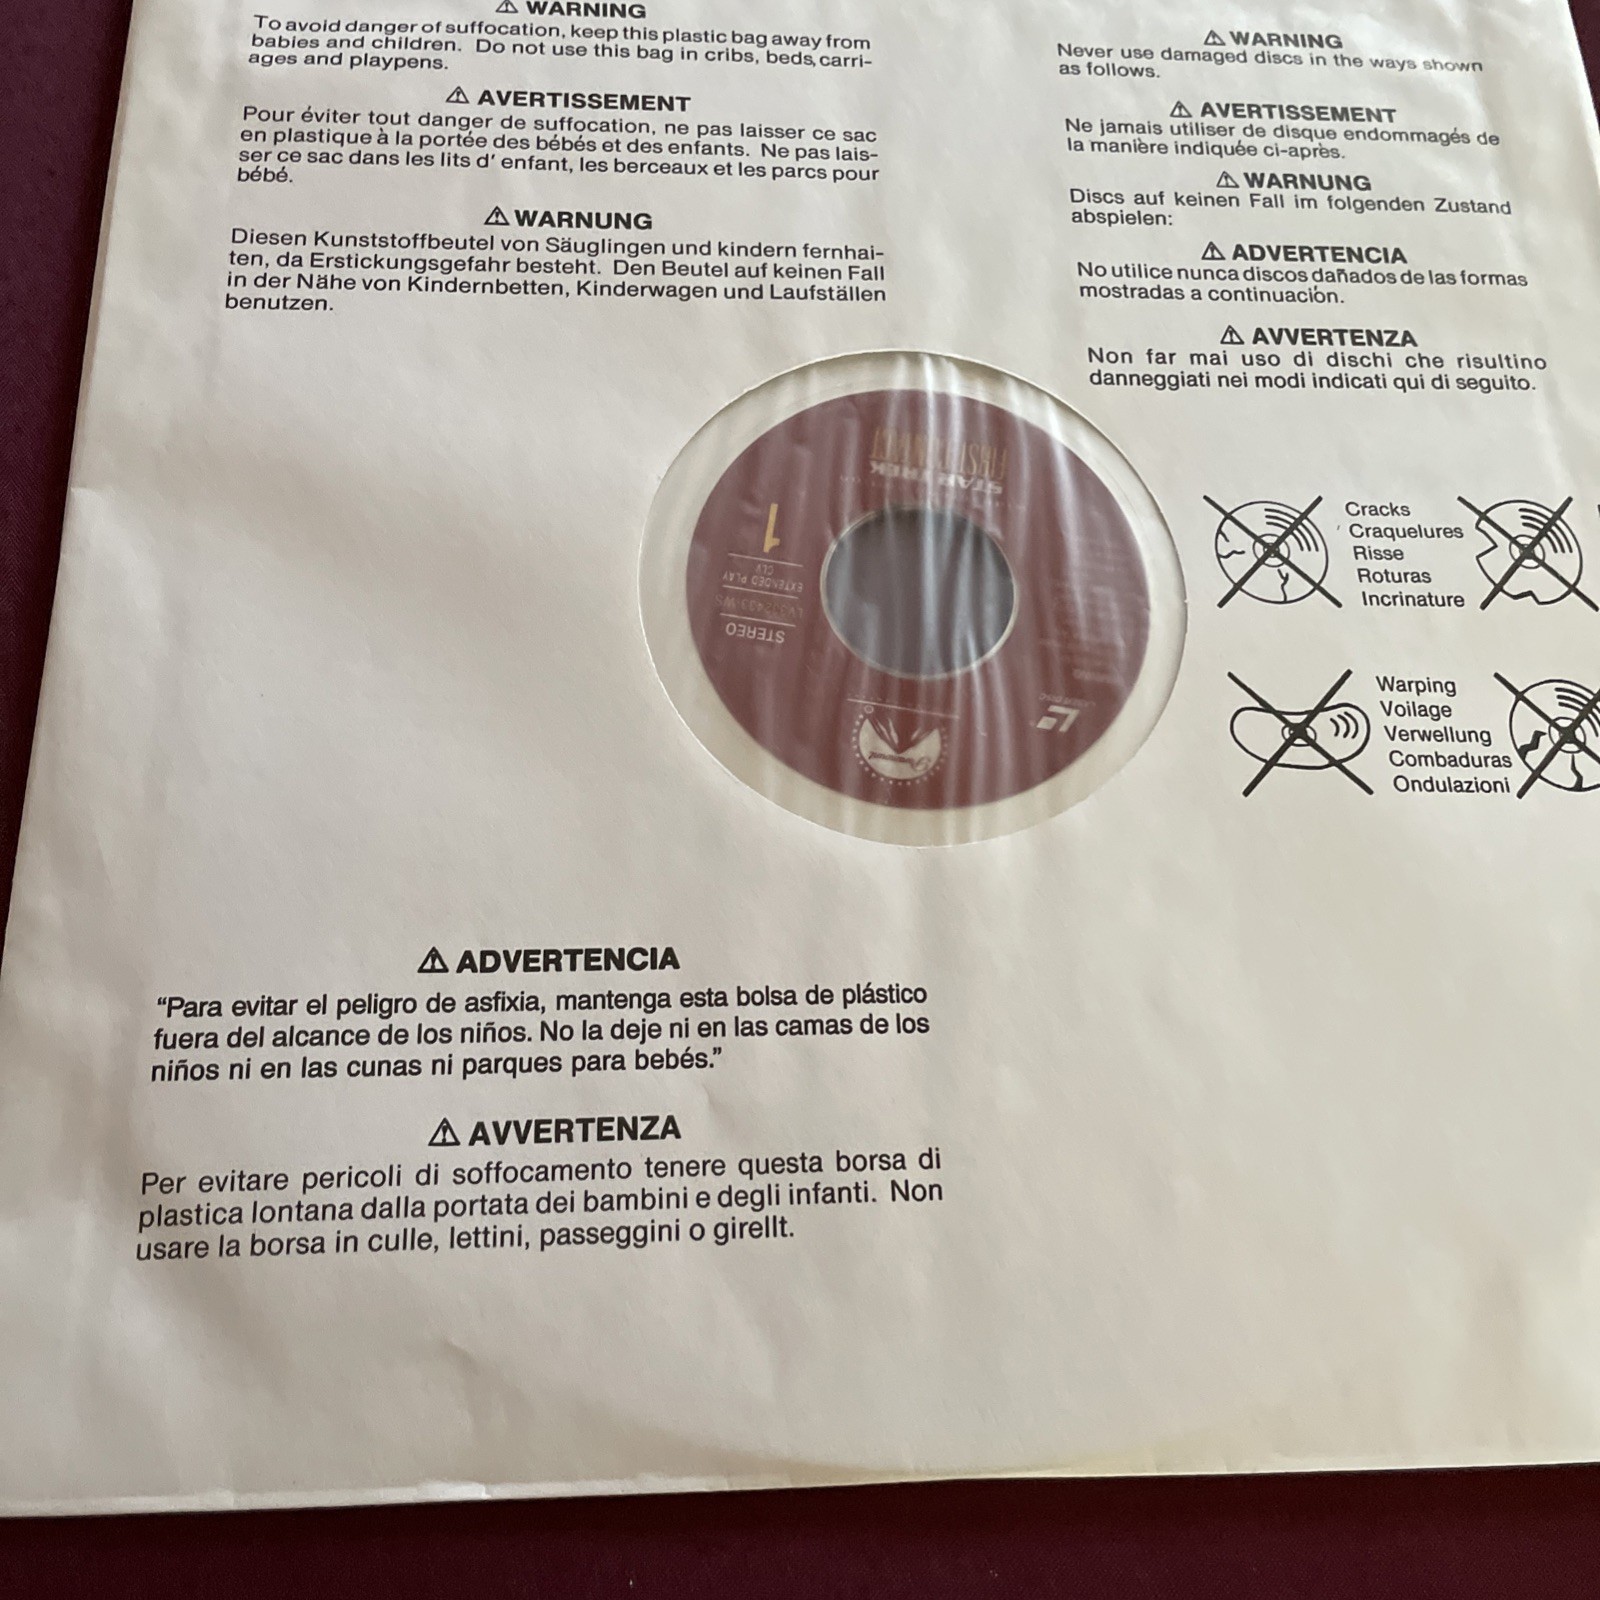 ⚠ WARNING
To avoid danger of suffocation, keep this plastic bag away from
babies and children. Do not use this bag in cribs, beds, carri-
ages and playpens.
⚠ AVERTISSEMENT
Pour éviter tout danger de suffocation, ne pas laisser ce sac
en plastique à la portée des bébés et des enfants. Ne pas lais-
ser ce sac dans les lits d' enfant, les berceaux et les parcs pour
bébé.
⚠ WARNUNG
Diesen Kunststoffbeutel von Säuglingen und kindern fernhai-
ten, da Erstickungsgefahr besteht. Den Beutel auf keinen Fall
in der Nähe von Kindernbetten, Kinderwagen und Laufställen
benutzen.
⚠ WARNING
Never use damaged discs in the ways shown
as follows.
⚠ AVERTISSEMENT
Ne jamais utiliser de disque endommagés de
la manière indiquée ci-après.
⚠ WARNUNG
Discs auf keinen Fall im folgenden Zustand
abspielen:
⚠ ADVERTENCIA
No utilice nunca discos dañados de las formas
mostradas a continuación.
⚠ AVVERTENZA
Non far mai uso di dischi che risultino
danneggiati nei modi indicati qui di seguito.
Cracks
Craquelures
Risse
Roturas
Incrinature
Warping
Voilage
Verwellung
Combaduras
Ondulazioni
Paramount
STEREO
LV332433-WS
EXTENDED PLAY
CLV
1
STAR TREK
FIRST CONTACT
⚠ ADVERTENCIA
“Para evitar el peligro de asfixia, mantenga esta bolsa de plástico
fuera del alcance de los niños. No la deje ni en las camas de los
niños ni en las cunas ni parques para bebés.”
⚠ AVVERTENZA
Per evitare pericoli di soffocamento tenere questa borsa di
plastica lontana dalla portata dei bambini e degli infanti. Non
usare la borsa in culle, lettini, passeggini o girellt.